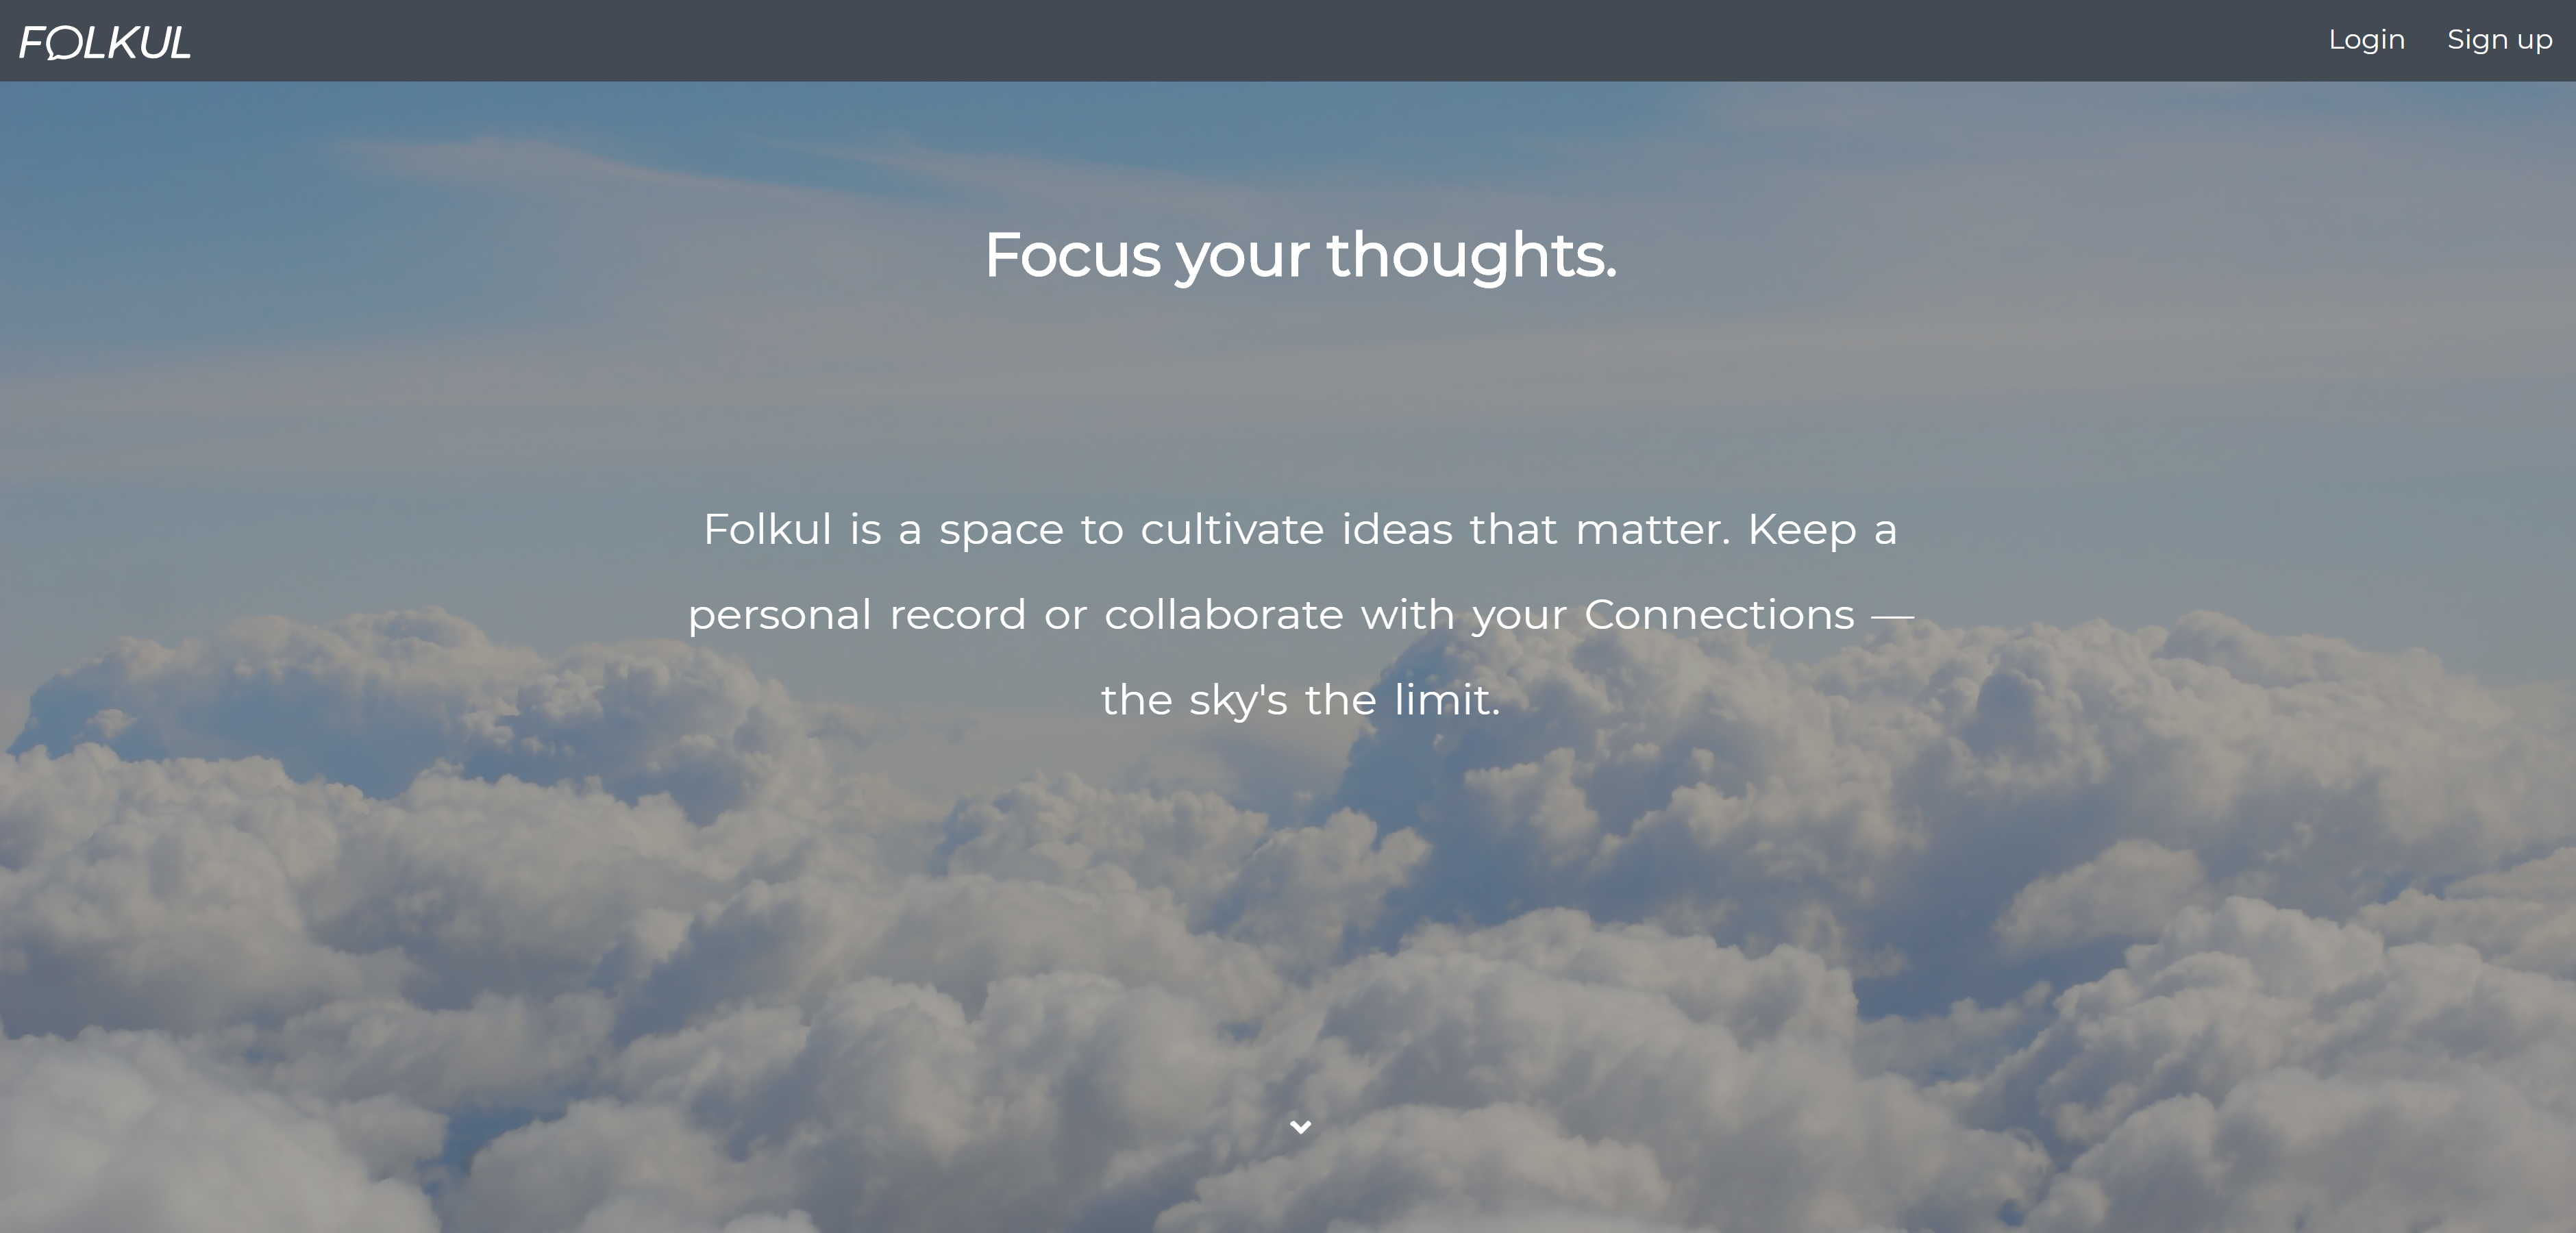 FOLKUL
Login
Sign up
Focus your thoughts.
Folkul is a space to cultivate ideas that matter. Keep a
personal record or collaborate with your Connections —
the sky's the limit.